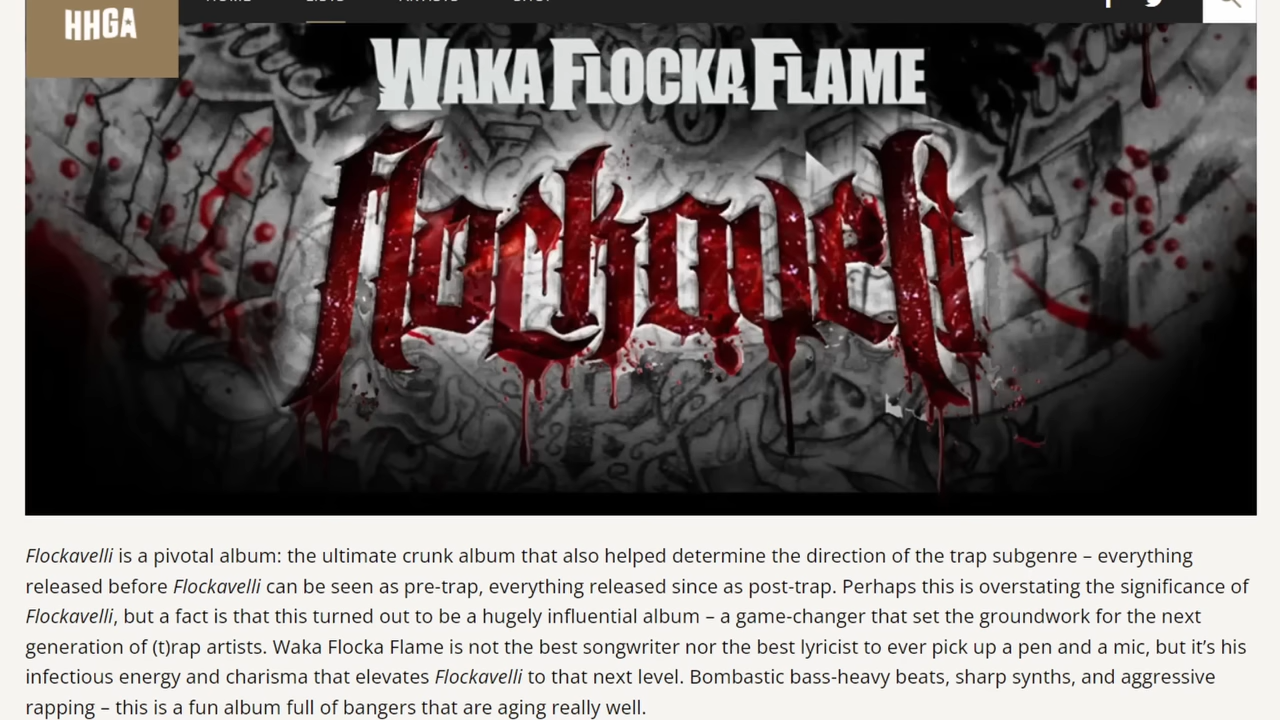 HHGA
HOME LISTS ARTISTS SHOP
WAKA FLOCKA FLAME
flockaveli
Flockavelli is a pivotal album: the ultimate crunk album that also helped determine the direction of the trap subgenre – everything
released before Flockavelli can be seen as pre-trap, everything released since as post-trap. Perhaps this is overstating the significance of
Flockavelli, but a fact is that this turned out to be a hugely influential album – a game-changer that set the groundwork for the next
generation of (t)rap artists. Waka Flocka Flame is not the best songwriter nor the best lyricist to ever pick up a pen and a mic, but it’s his
infectious energy and charisma that elevates Flockavelli to that next level. Bombastic bass-heavy beats, sharp synths, and aggressive
rapping – this is a fun album full of bangers that are aging really well.